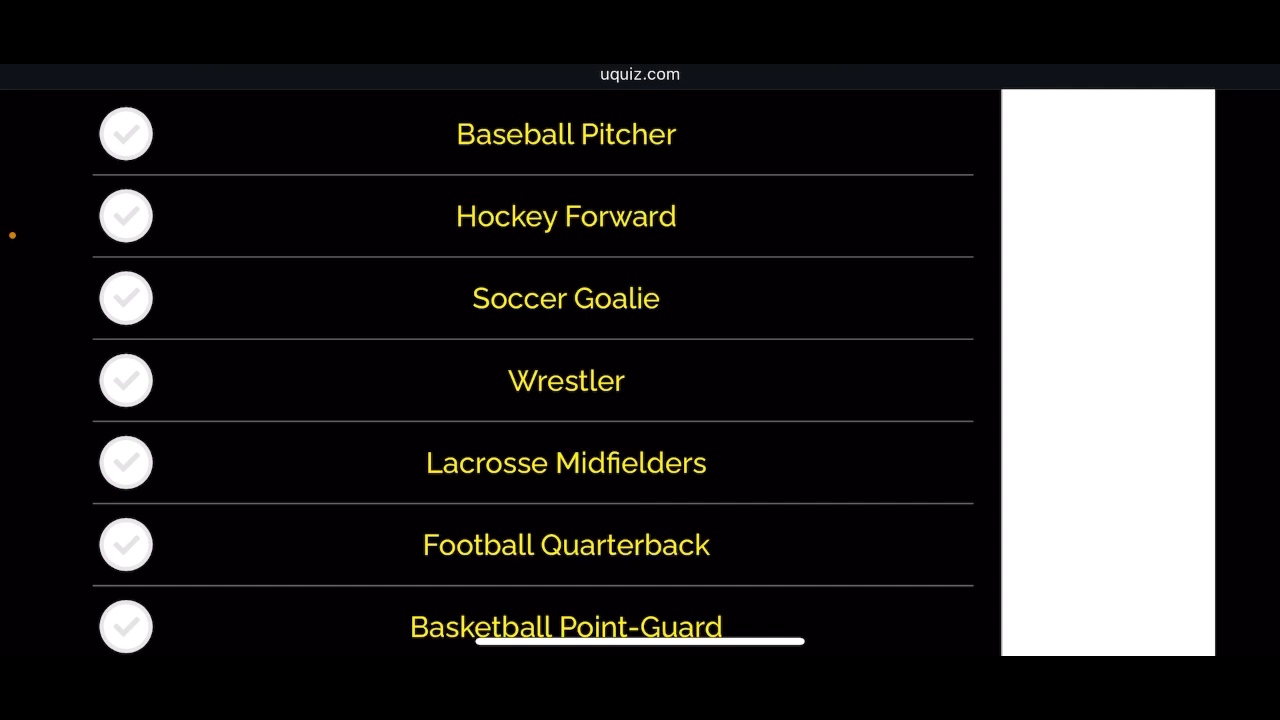 uquiz.com
Baseball Pitcher
Hockey Forward
Soccer Goalie
Wrestler
Lacrosse Midfielders
Football Quarterback
Basketball Point-Guard